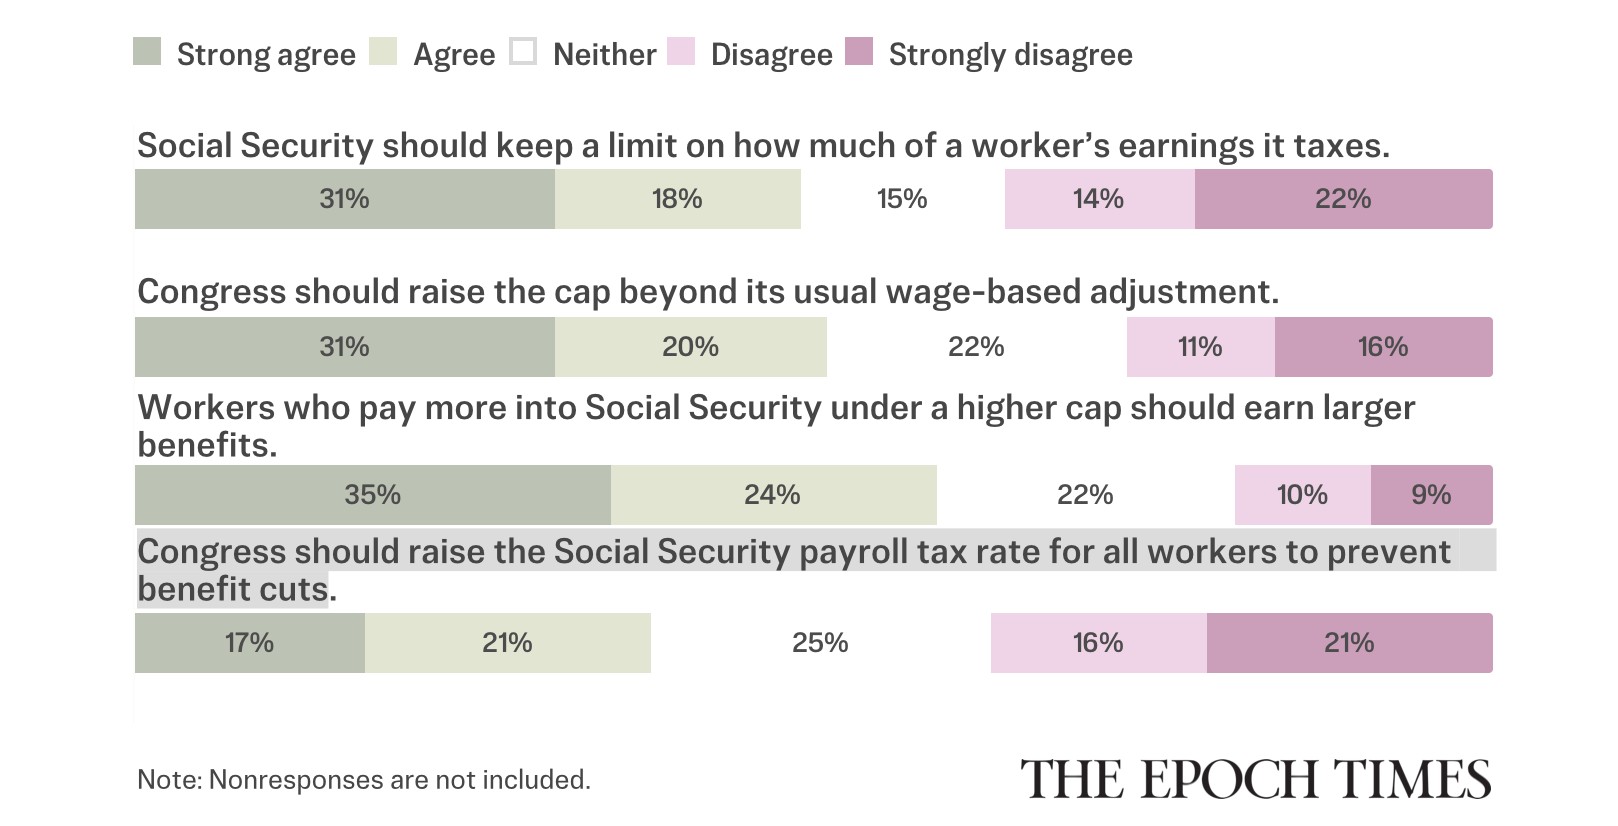 Strong agree Agree Neither Disagree Strongly disagree
Social Security should keep a limit on how much of a worker’s earnings it taxes.
31% 18% 15% 14% 22%
Congress should raise the cap beyond its usual wage-based adjustment.
31% 20% 22% 11% 16%
Workers who pay more into Social Security under a higher cap should earn larger
benefits.
35% 24% 22% 10% 9%
Congress should raise the Social Security payroll tax rate for all workers to prevent
benefit cuts.
17% 21% 25% 16% 21%
Note: Nonresponses are not included.
THE EPOCH TIMES